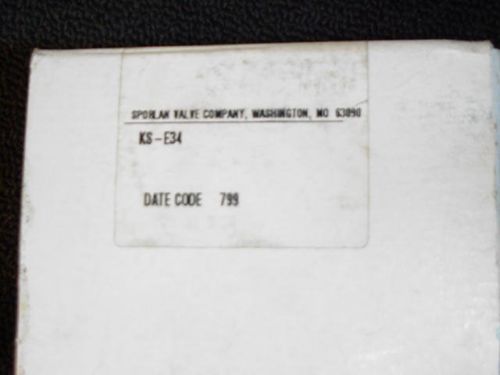 SPORLAN VALVE COMPANY, WASHINGTON, MO 63090
KS-E34
DATE CODE 799